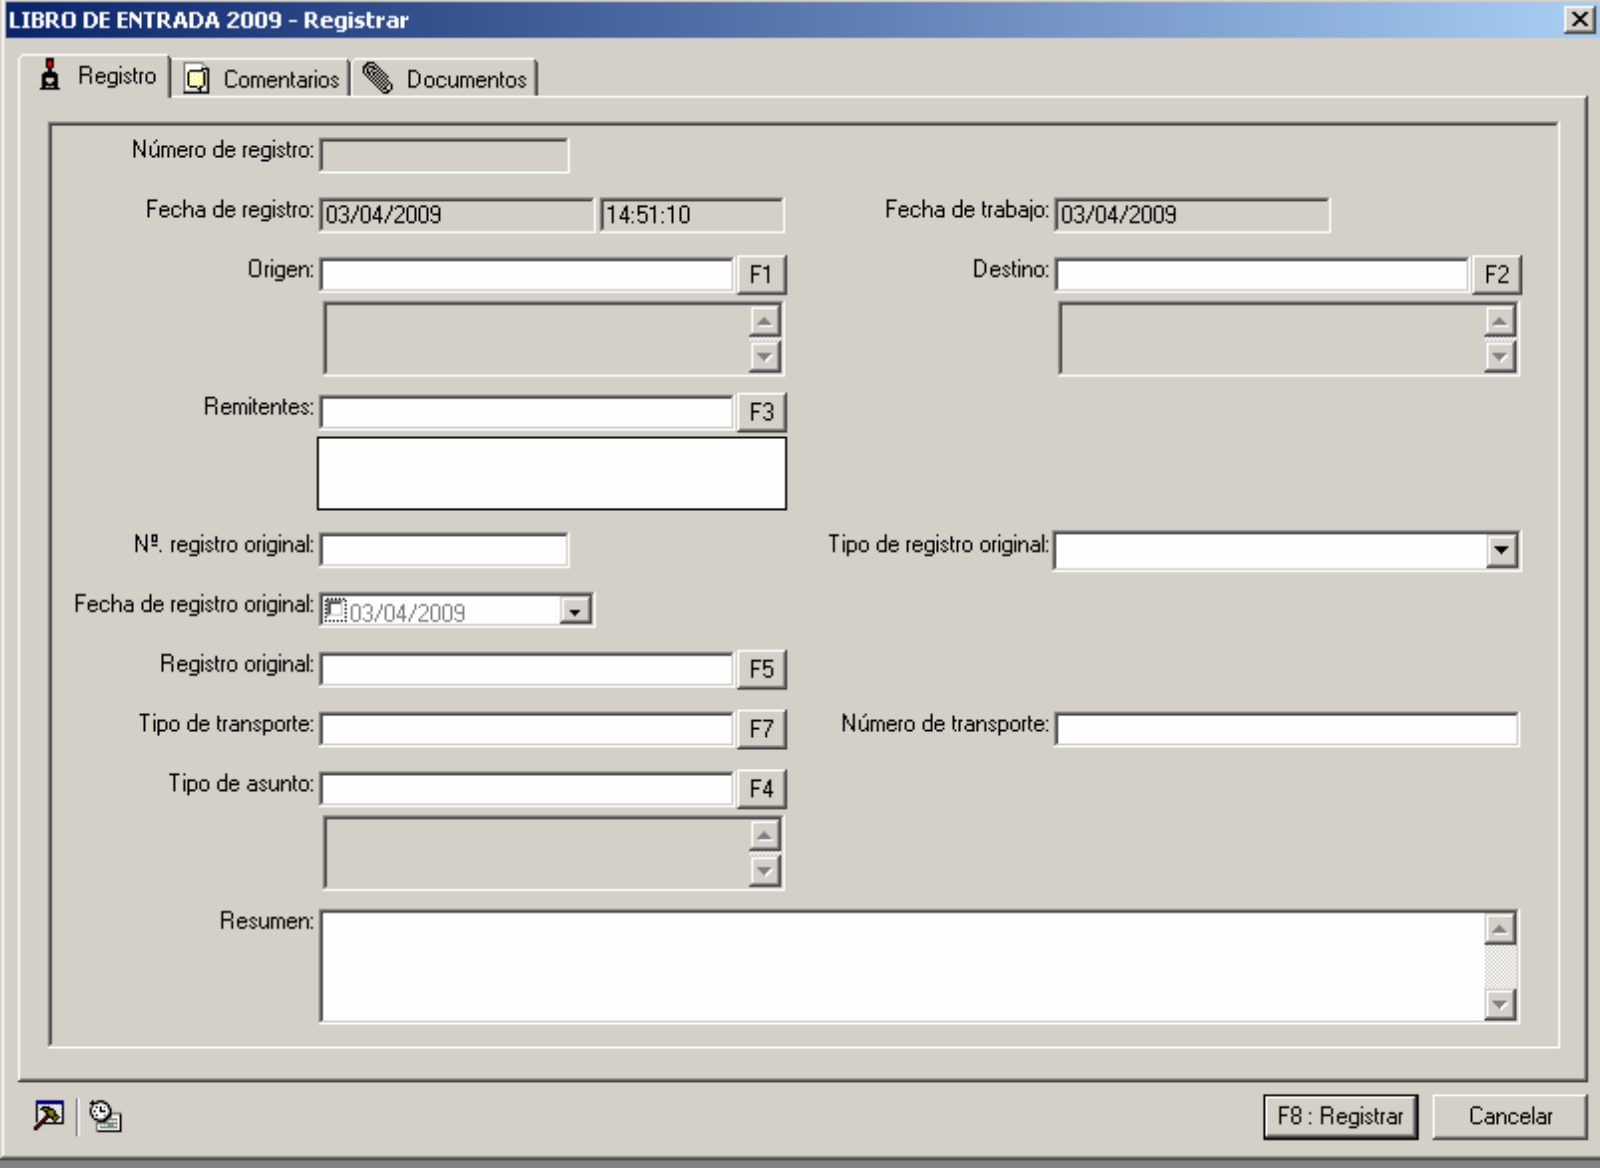 LIBRO DE ENTRADA 2009 - Registrar
Registro Comentarios Documentos
Número de registro:
Fecha de registro: 03/04/2009 14:51:10 Fecha de trabajo: 03/04/2009
Origen: F1 Destino: F2
Remitentes: F3
Nº. registro original: Tipo de registro original:
Fecha de registro original: 03/04/2009
Registro original: F5
Tipo de transporte: F7 Número de transporte:
Tipo de asunto: F4
Resumen:
F8 : Registrar Cancelar